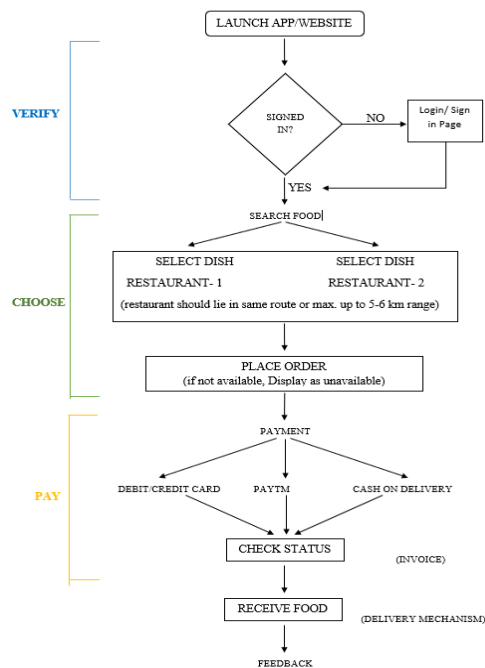 LAUNCH APP/WEBSITE
VERIFY
SIGNED
IN?
NO
Login/ Sign
in Page
YES
SEARCH FOOD
CHOOSE
SELECT DISH SELECT DISH
RESTAURANT- 1 RESTAURANT- 2
(restaurant should lie in same route or max. up to 5-6 km range)
PLACE ORDER
(if not available, Display as unavailable)
PAYMENT
PAY
DEBIT/CREDIT CARD PAYTM CASH ON DELIVERY
CHECK STATUS
(INVOICE)
RECEIVE FOOD
(DELIVERY MECHANISM)
FEEDBACK